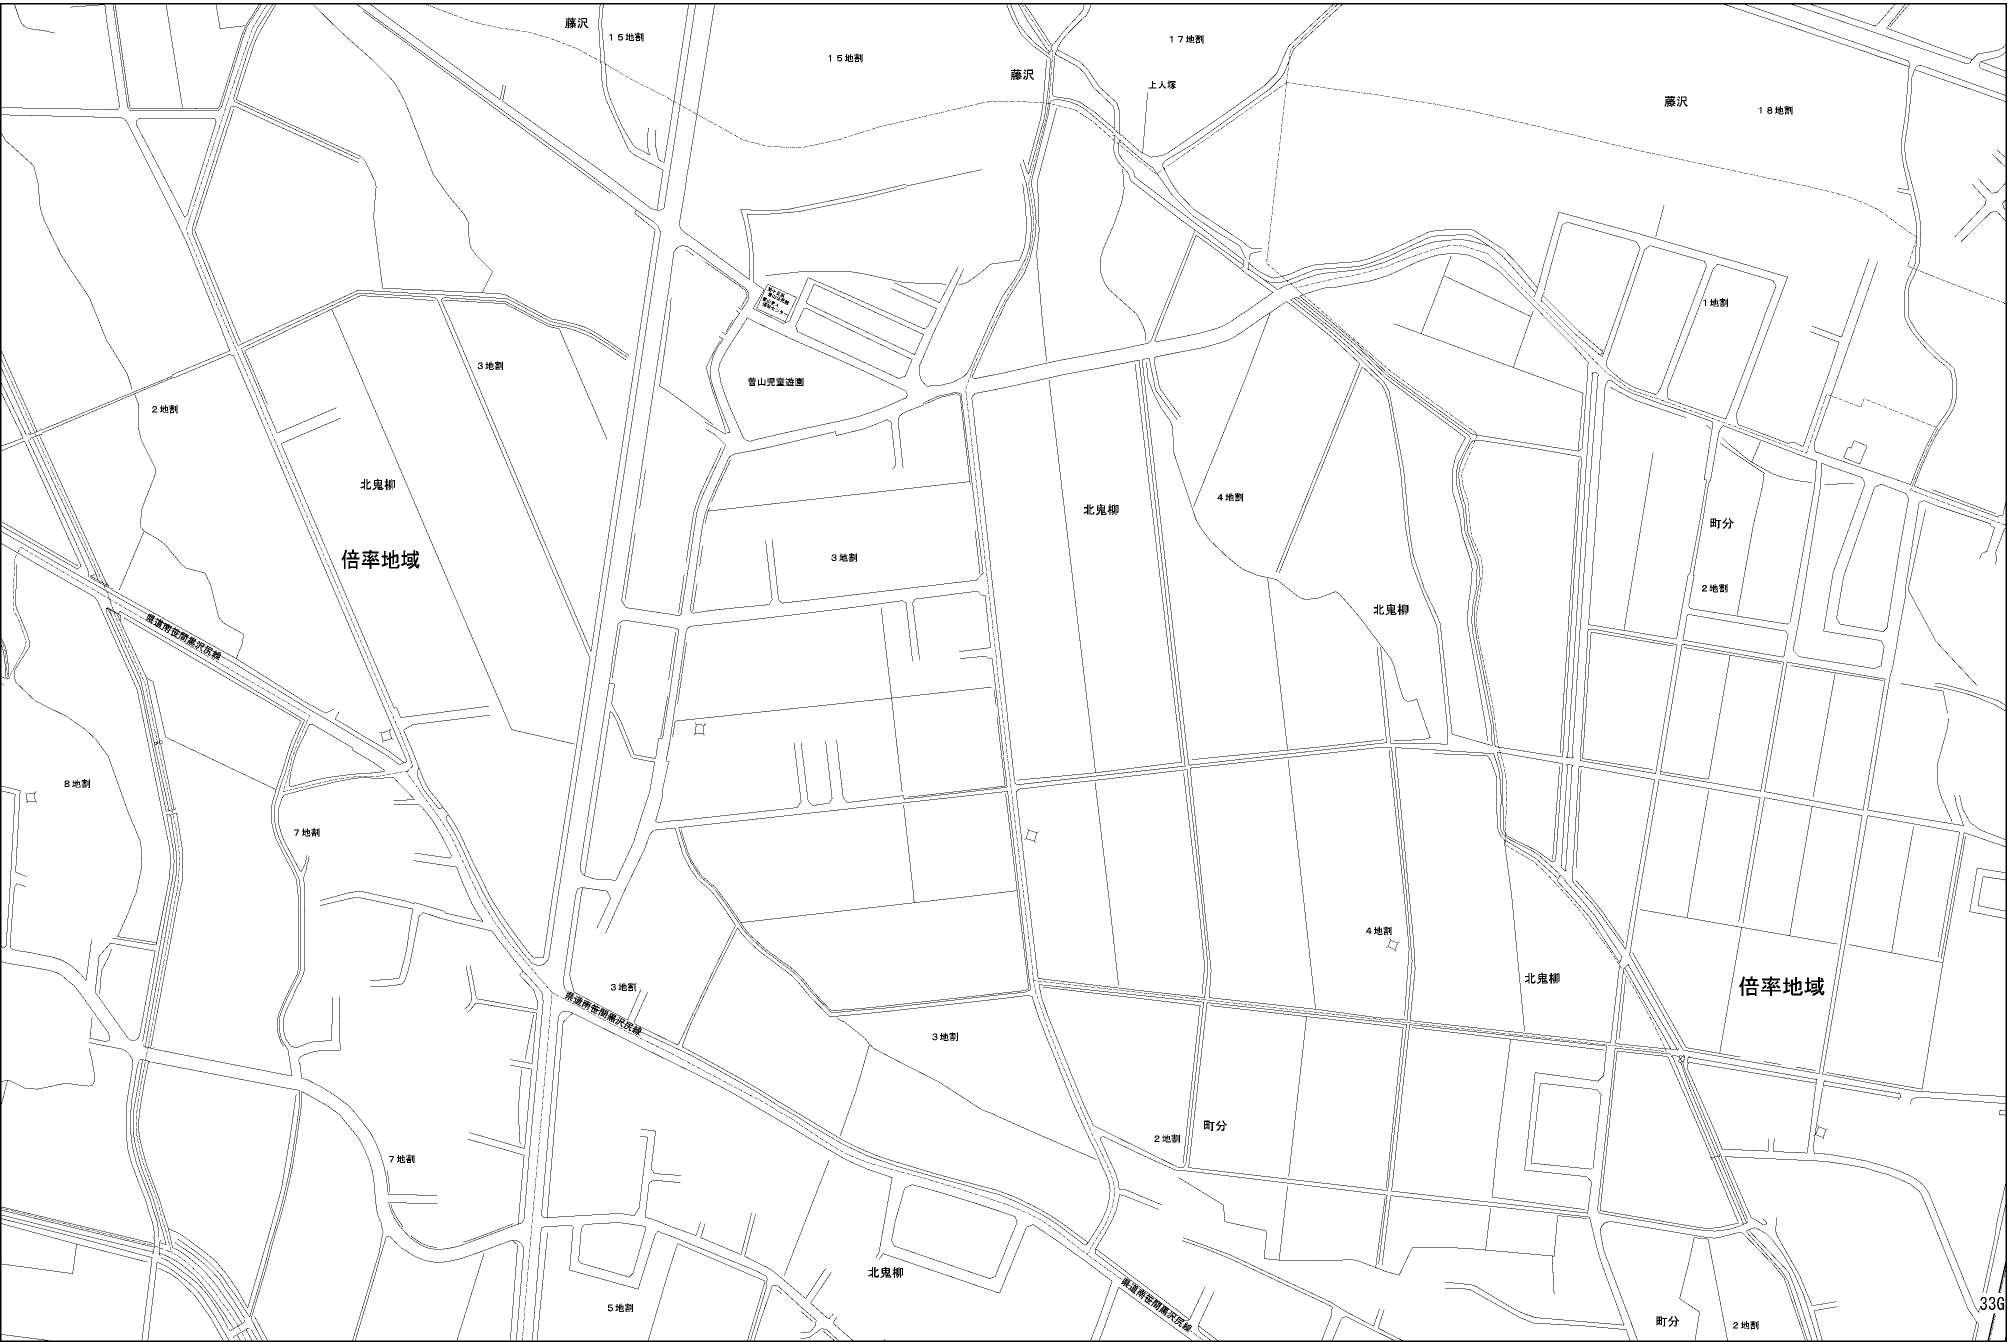 藤沢
15地割
15地割
17地割
藤沢
上人塚
藤沢
18地割
1地割
3地割
曽山児童遊園
2地割
北鬼柳
4地割
北鬼柳
町分
倍率地域
3地割
2地割
北鬼柳
県道南笹間黒沢尻線
8地割
7地割
4地割
北鬼柳
倍率地域
3地割
県道南笹間黒沢尻線
3地割
町分
2地割
7地割
北鬼柳
県道南笹間黒沢尻線
5地割
33G
町分
2地割